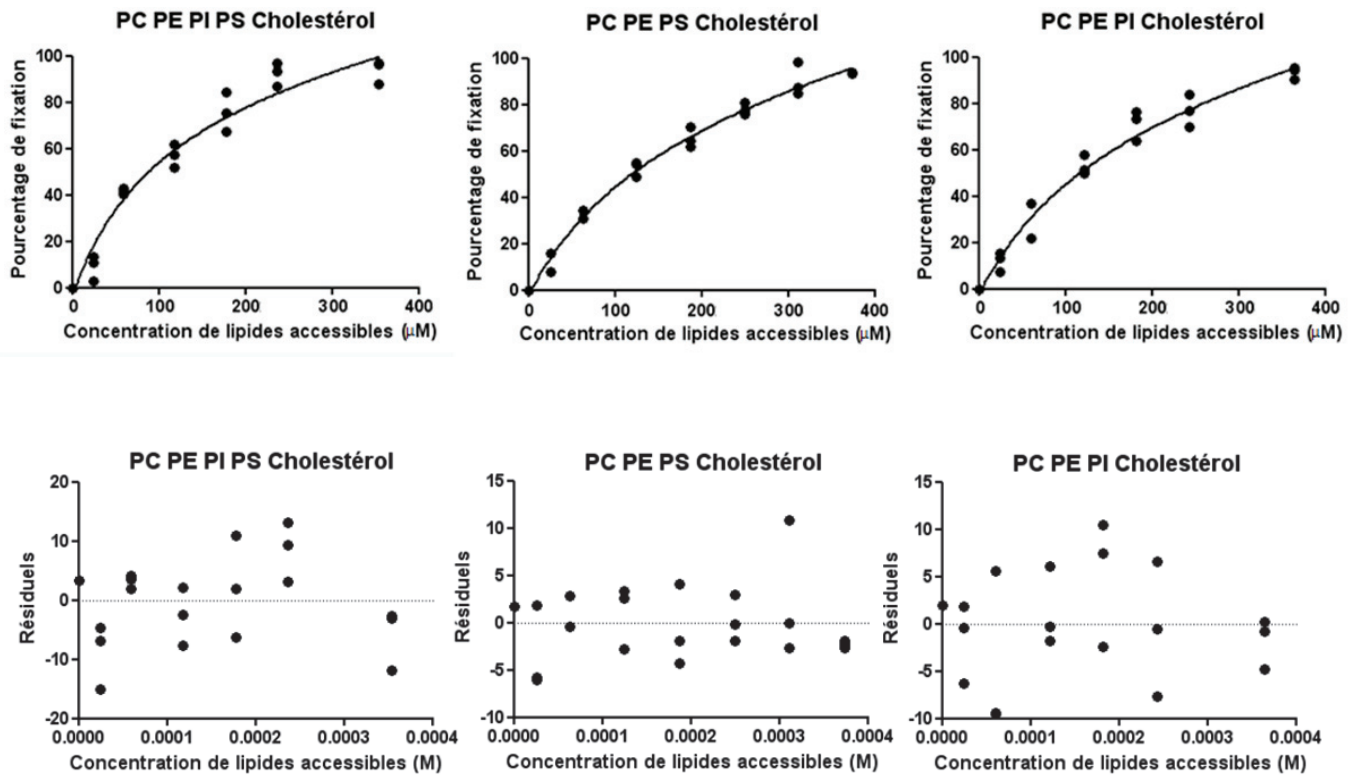 PC PE PI PS Cholestérol
Pourcentage de fixation
100
80
60
40
20
0
0 100 200 300 400
Concentration de lipides accessibles (µM)
PC PE PS Cholestérol
Pourcentage de fixation
100
80
60
40
20
0
0 100 200 300 400
Concentration de lipides accessibles (µM)
PC PE PI Cholestérol
Pourcentage de fixation
100
80
60
40
20
0
0 100 200 300 400
Concentration de lipides accessibles (µM)
PC PE PI PS Cholestérol
Résiduels
20
10
0
-10
-20
0.0000 0.0001 0.0002 0.0003 0.0004
Concentration de lipides accessibles (M)
PC PE PS Cholestérol
Résiduels
15
10
5
0
-5
-10
0.0000 0.0001 0.0002 0.0003 0.0004
Concentration de lipides accessibles (M)
PC PE PI Cholestérol
Résiduels
15
10
5
0
-5
-10
0.0000 0.0001 0.0002 0.0003 0.0004
Concentration de lipides accessibles (M)